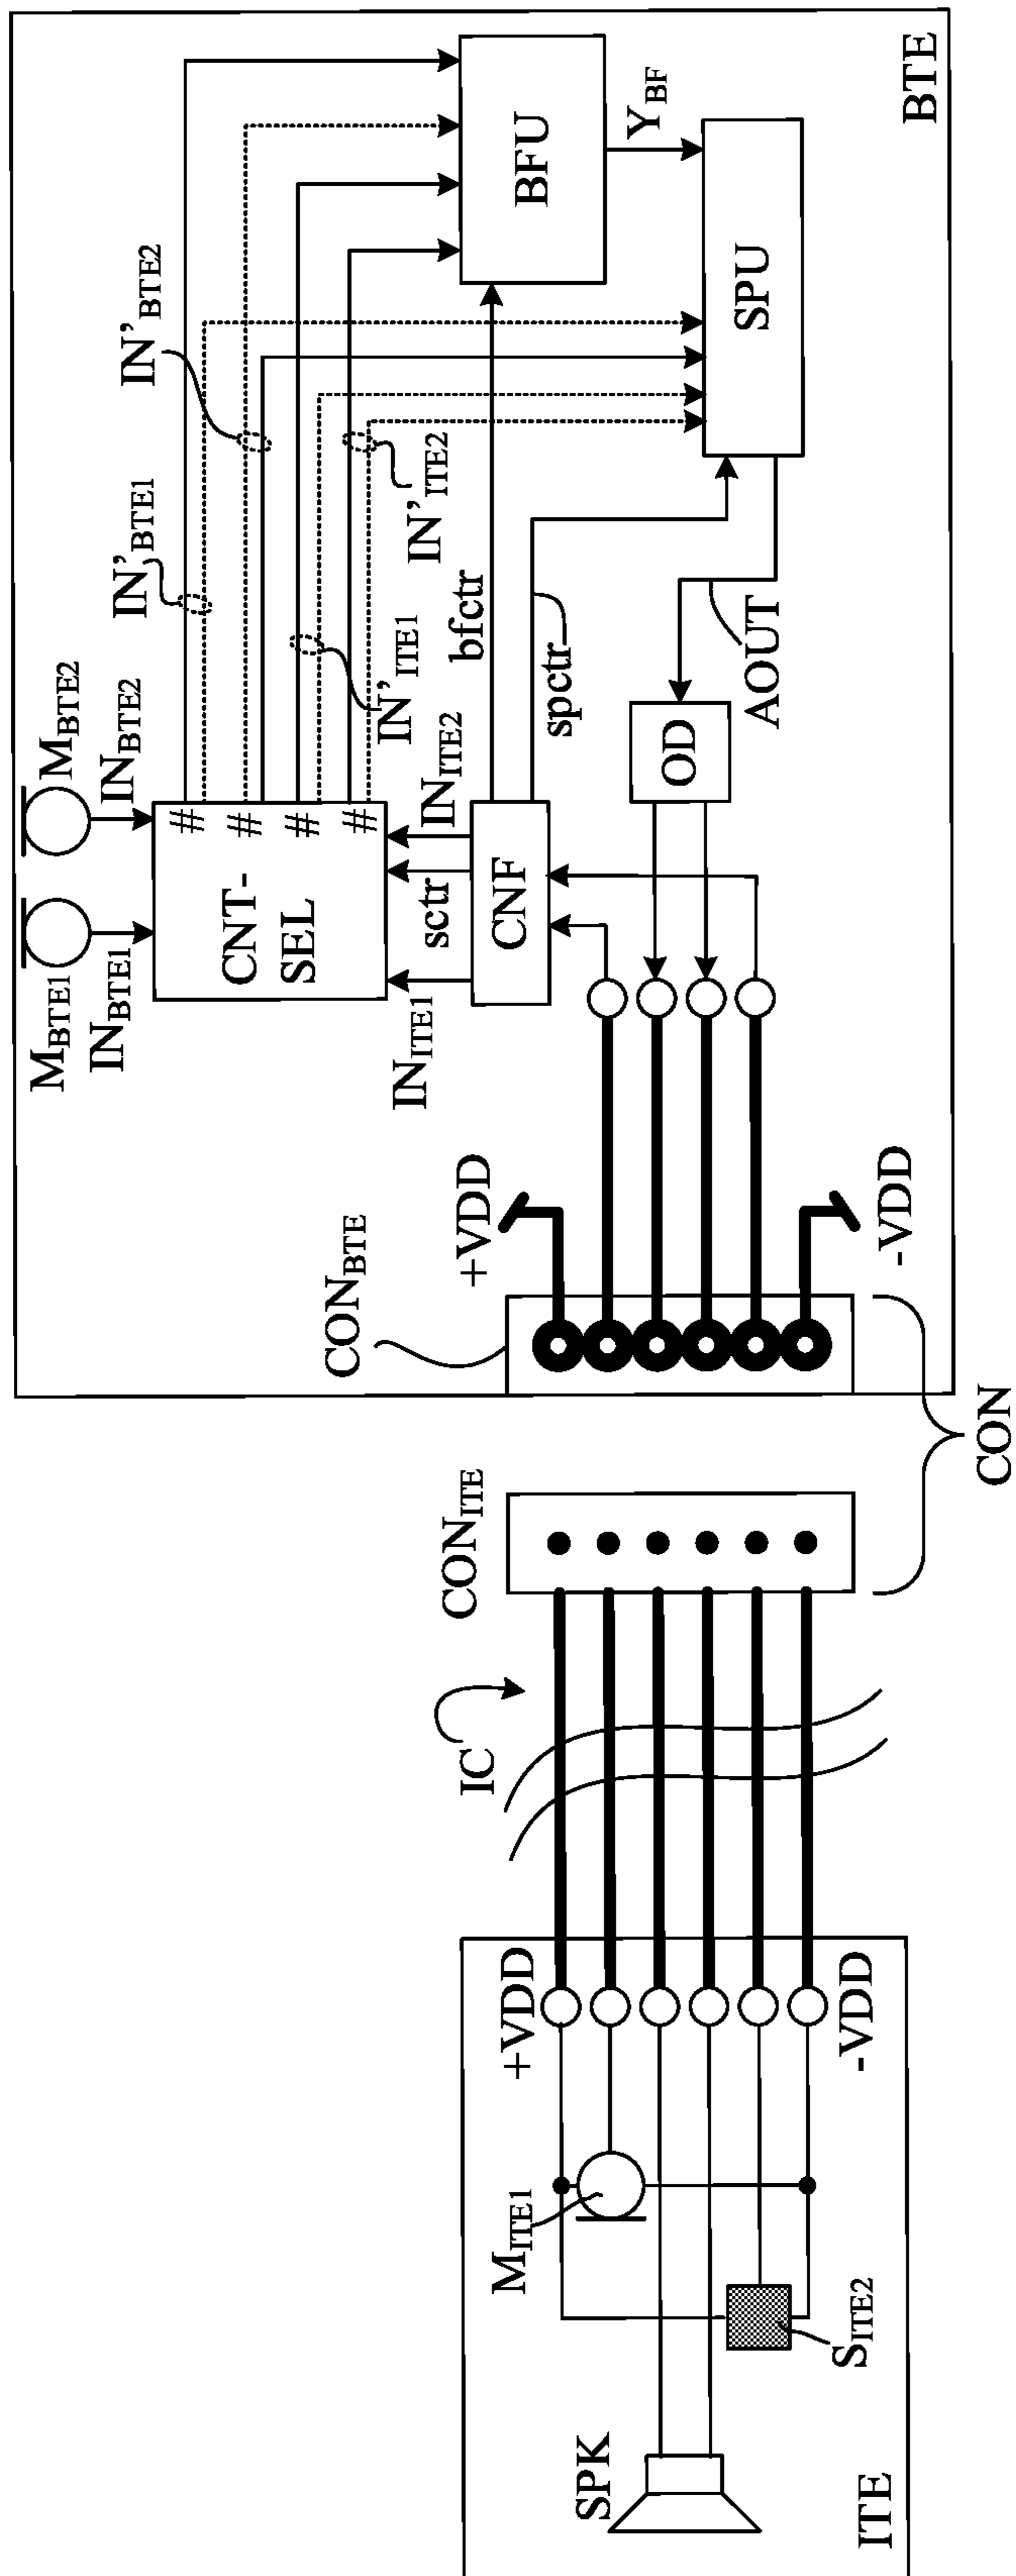 M_BTE1
IN_BTE1
M_BTE2
IN_BTE2
IN'_BTE1
IN'_BTE2
CNT-
SEL
#
#
#
#
IN'_ITE1
IN'_ITE2
IN_ITE1
sctr
IN_ITE2
CNF
bfctr
spctr
BFU
Y_BF
SPU
AOUT
OD
BTE
+VDD
-VDD
CON_BTE
CON
CON_ITE
IC
+VDD
-VDD
M_ITE1
S_ITE2
SPK
ITE